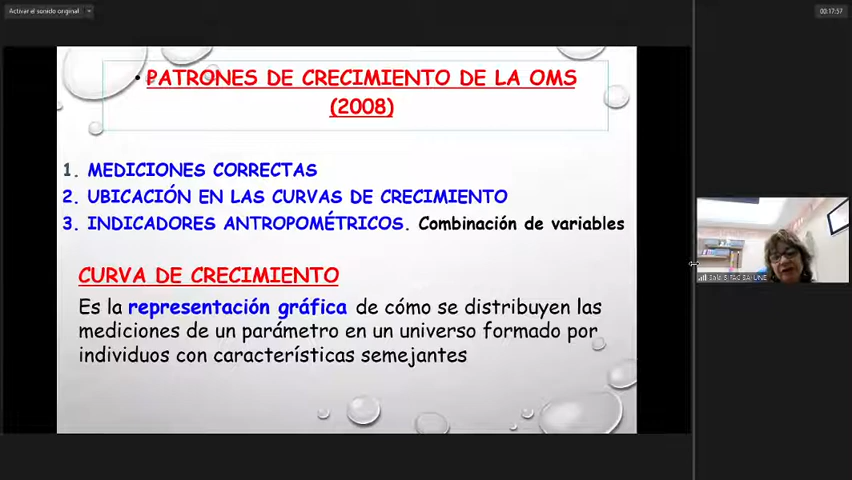 Activar el sonido original
00:17:57
• PATRONES DE CRECIMIENTO DE LA OMS
(2008)
1. MEDICIONES CORRECTAS
2. UBICACIÓN EN LAS CURVAS DE CRECIMIENTO
3. INDICADORES ANTROPOMÉTRICOS. Combinación de variables
CURVA DE CRECIMIENTO
Es la representación gráfica de cómo se distribuyen las
mediciones de un parámetro en un universo formado por
individuos con características semejantes